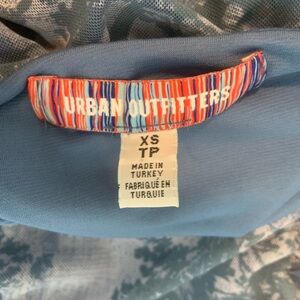 URBAN OUTFITTERS
XS
TP
MADE IN
TURKEY
FABRIQUÉ EN
TURQUIE